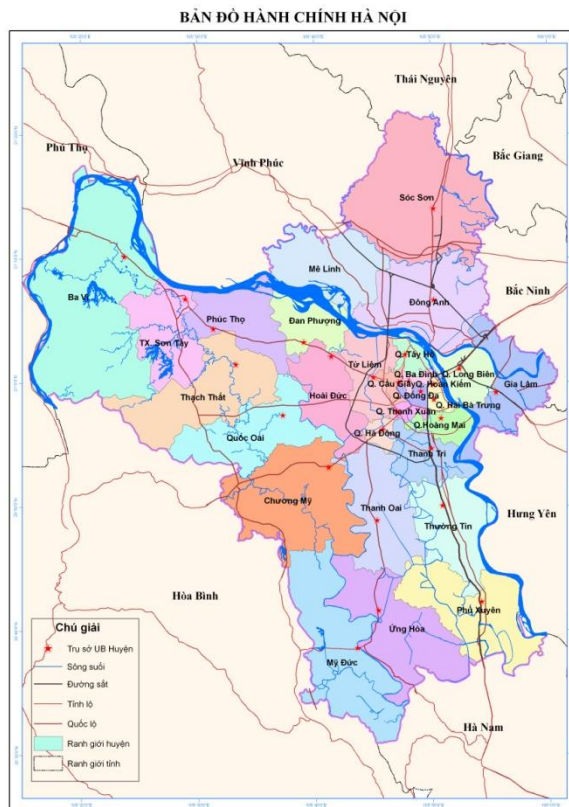 BẢN ĐỒ HÀNH CHÍNH HÀ NỘI
Thái Nguyên
Phú Thọ
Vĩnh Phúc
Bắc Giang
Sóc Sơn
Mê Linh
Bắc Ninh
Ba Vì
Đông Anh
Phúc Thọ
Đan Phượng
TX. Sơn Tây
Từ Liêm
Q. Tây Hồ
Q. Ba Đình
Q. Long Biên
Q. Cầu Giấy
Q. Hoàn Kiếm
Gia Lâm
Thạch Thất
Hoài Đức
Q. Đống Đa
Q. Hai Bà Trưng
Q. Thanh Xuân
Q. Hoàng Mai
Quốc Oai
Q. Hà Đông
Thanh Trì
Chương Mỹ
Thanh Oai
Thường Tín
Hưng Yên
Hòa Bình
Phú Xuyên
Ứng Hòa
Mỹ Đức
Hà Nam
Chú giải
Trụ sở UB Huyện
Sông suối
Đường sắt
Tỉnh lộ
Quốc lộ
Ranh giới huyện
Ranh giới tỉnh